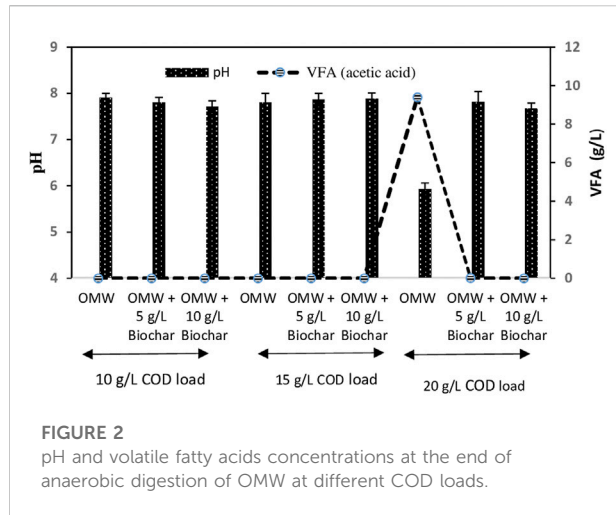 9
8
7
6
5
4
pH
12
10
8
6
4
2
0
VFA (g/L)
pH
VFA (acetic acid)
OMW
OMW + 5 g/L Biochar
OMW + 10 g/L Biochar
OMW
OMW + 5 g/L Biochar
OMW + 10 g/L Biochar
OMW
OMW + 5 g/L Biochar
OMW + 10 g/L Biochar
10 g/L COD load
15 g/L COD load
20 g/L COD load
FIGURE 2
pH and volatile fatty acids concentrations at the end of
anaerobic digestion of OMW at different COD loads.